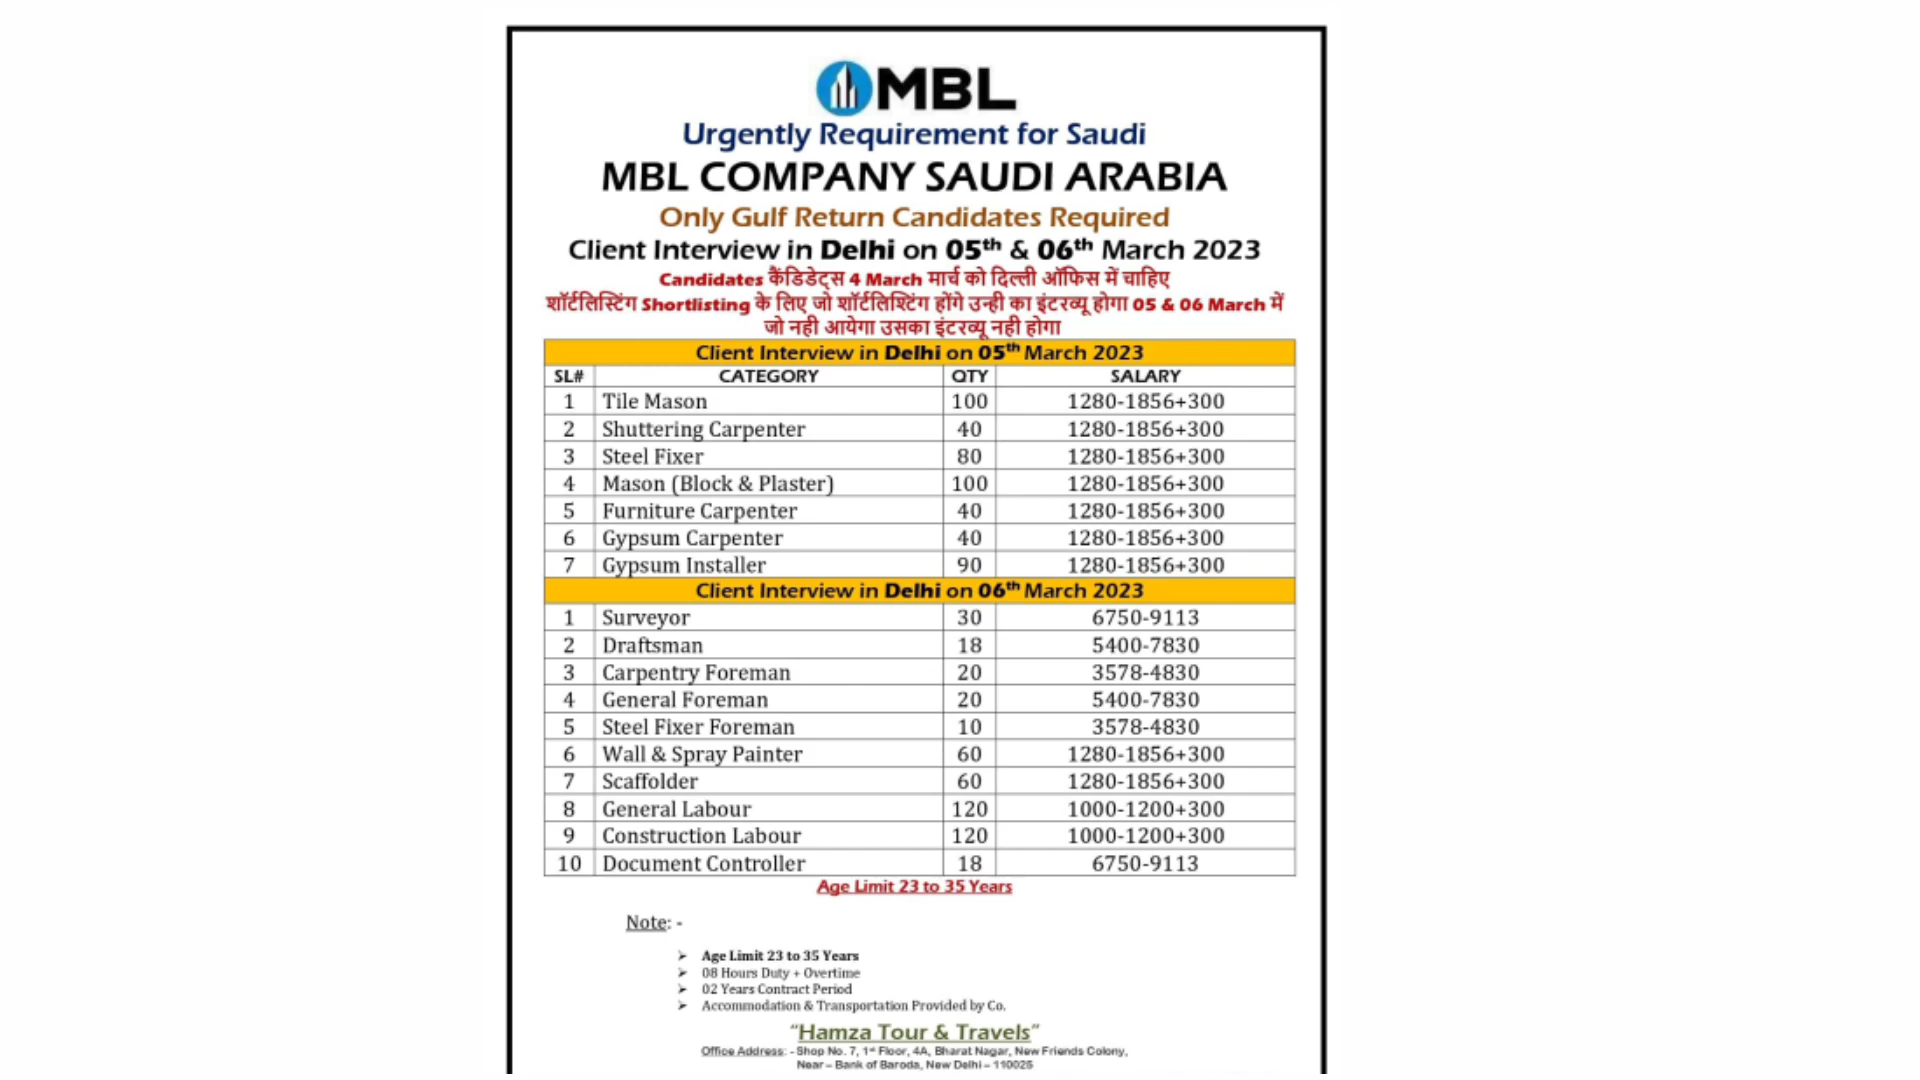 MBL
Urgently Requirement for Saudi
MBL COMPANY SAUDI ARABIA
Only Gulf Return Candidates Required
Client Interview in Delhi on 05th & 06th March 2023
Candidates कैंडिडेट्स 4 March मार्च को दिल्ली ऑफिस में चाहिए
शॉर्टलिस्टिंग Shortlisting के लिए जो शॉर्टलिश्टिंग होंगे उन्ही का इंटरव्यू होगा 05 & 06 March में
जो नही आयेगा उसका इंटरव्यू नही होगा
Client Interview in Delhi on 05th March 2023
SL# CATEGORY QTY SALARY
1 Tile Mason 100 1280-1856+300
2 Shuttering Carpenter 40 1280-1856+300
3 Steel Fixer 80 1280-1856+300
4 Mason (Block & Plaster) 100 1280-1856+300
5 Furniture Carpenter 40 1280-1856+300
6 Gypsum Carpenter 40 1280-1856+300
7 Gypsum Installer 90 1280-1856+300
Client Interview in Delhi on 06th March 2023
1 Surveyor 30 6750-9113
2 Draftsman 18 5400-7830
3 Carpentry Foreman 20 3578-4830
4 General Foreman 20 5400-7830
5 Steel Fixer Foreman 10 3578-4830
6 Wall & Spray Painter 60 1280-1856+300
7 Scaffolder 60 1280-1856+300
8 General Labour 120 1000-1200+300
9 Construction Labour 120 1000-1200+300
10 Document Controller 18 6750-9113
Age Limit 23 to 35 Years
Note: -
➢ Age Limit 23 to 35 Years
➢ 08 Hours Duty + Overtime
➢ 02 Years Contract Period
➢ Accommodation & Transportation Provided by Co.
“Hamza Tour & Travels”
Office Address: - Shop No. 7, 1st Floor, 4A, Bharat Nagar, New Friends Colony,
Near – Bank of Baroda, New Delhi – 110025